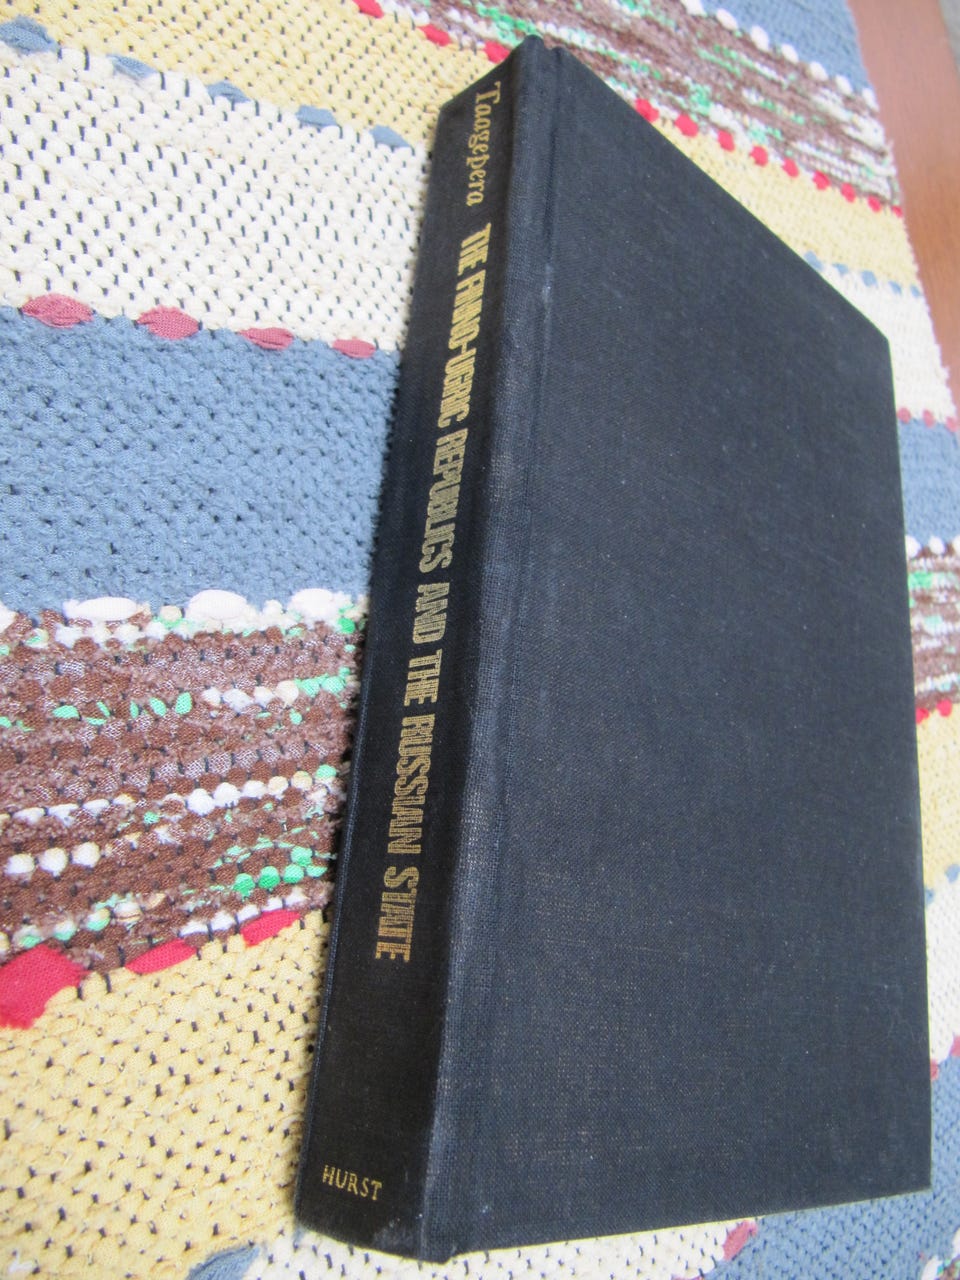 Taagepera THE FINNO-UGRIC REPUBLICS AND THE RUSSIAN STATE
HURST